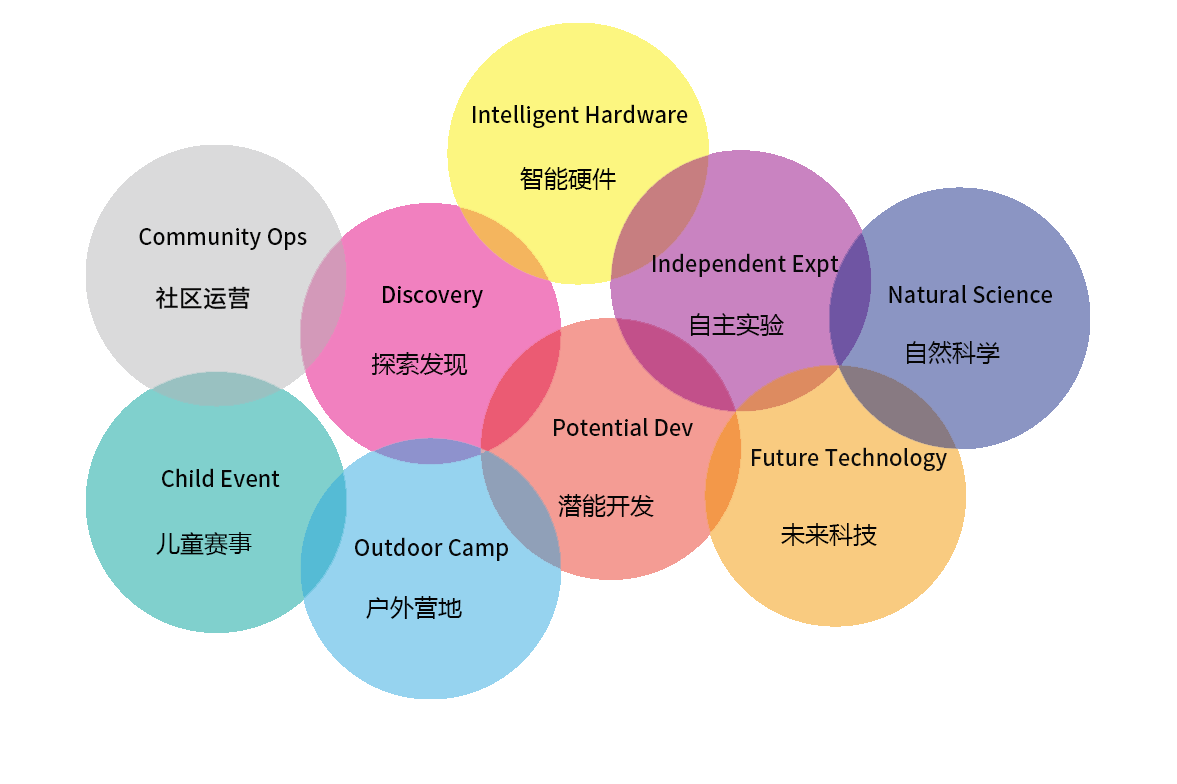 Intelligent Hardware
智能硬件
Community Ops
社区运营
Discovery
探索发现
Independent Expt
自主实验
Natural Science
自然科学
Child Event
儿童赛事
Outdoor Camp
户外营地
Potential Dev
潜能开发
Future Technology
未来科技